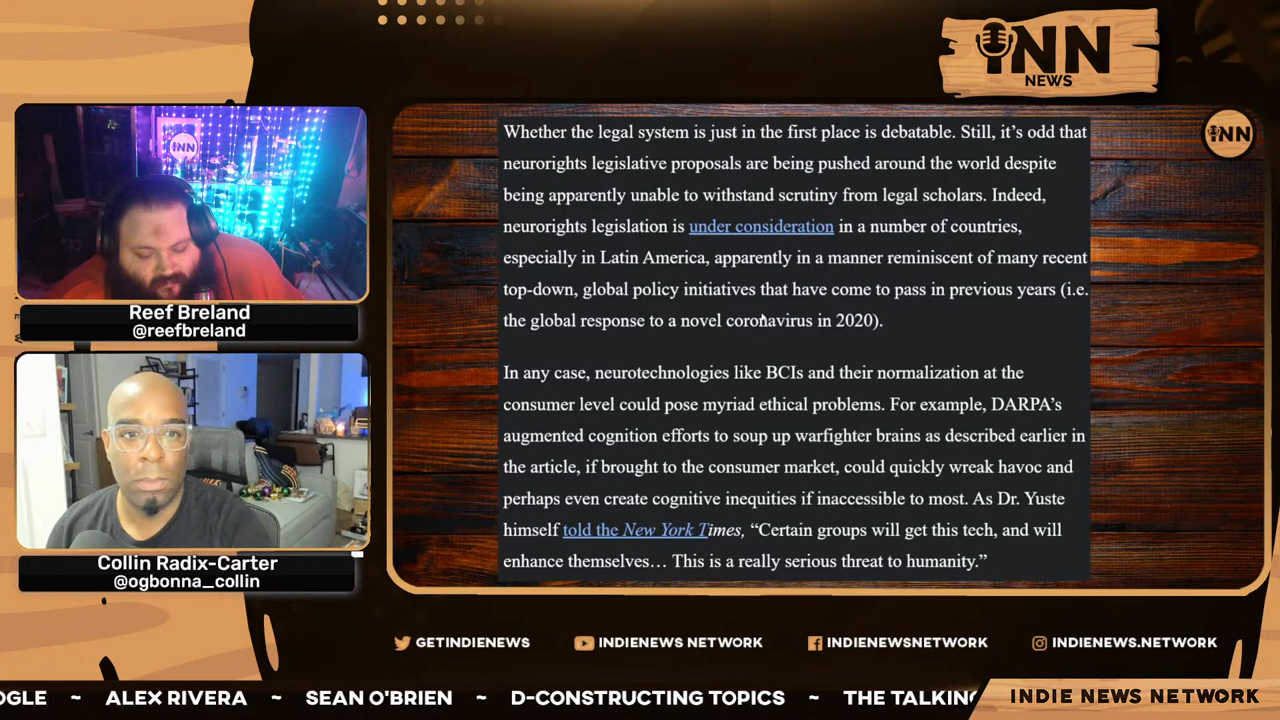 INN
NEWS
INN
INN
Whether the legal system is just in the first place is debatable. Still, it’s odd that
neurorights legislative proposals are being pushed around the world despite
being apparently unable to withstand scrutiny from legal scholars. Indeed,
neurorights legislation is under consideration in a number of countries,
especially in Latin America, apparently in a manner reminiscent of many recent
top-down, global policy initiatives that have come to pass in previous years (i.e.
the global response to a novel coronavirus in 2020).
In any case, neurotechnologies like BCIs and their normalization at the
consumer level could pose myriad ethical problems. For example, DARPA’s
augmented cognition efforts to soup up warfighter brains as described earlier in
the article, if brought to the consumer market, could quickly wreak havoc and
perhaps even create cognitive inequities if inaccessible to most. As Dr. Yuste
himself told the New York Times, “Certain groups will get this tech, and will
enhance themselves… This is a really serious threat to humanity.”
Reef Breland
@reefbreland
Collin Radix-Carter
@ogbonna_collin
GETINDIENEWS
INDIENEWS NETWORK
INDIENEWSNETWORK
INDIENEWS.NETWORK
OGLE ~ ALEX RIVERA ~ SEAN O'BRIEN ~ D-CONSTRUCTING TOPICS ~ THE TALKING
INDIE NEWS NETWORK